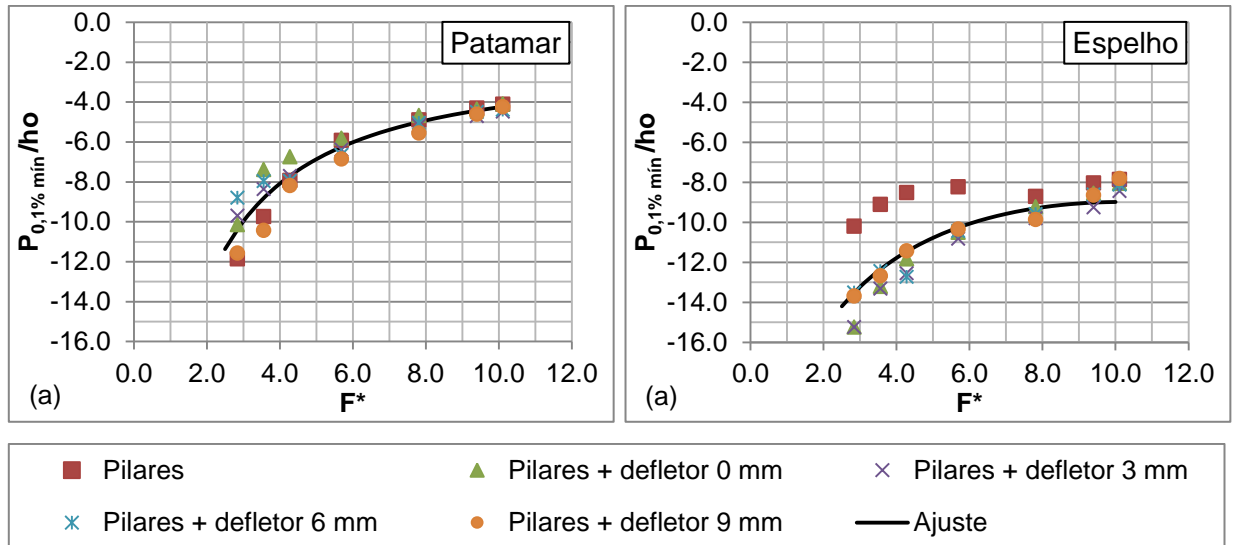 0.0
-2.0
-4.0
-6.0
-8.0
-10.0
-12.0
-14.0
-16.0
P0,1% mín/ho
Patamar
0.0 2.0 4.0 6.0 8.0 10.0 12.0
(a)
F*
0.0
-2.0
-4.0
-6.0
-8.0
-10.0
-12.0
-14.0
-16.0
P0,1% mín/ho
Espelho
0.0 2.0 4.0 6.0 8.0 10.0 12.0
(a)
F*
Pilares Pilares + defletor 0 mm Pilares + defletor 3 mm
Pilares + defletor 6 mm Pilares + defletor 9 mm Ajuste